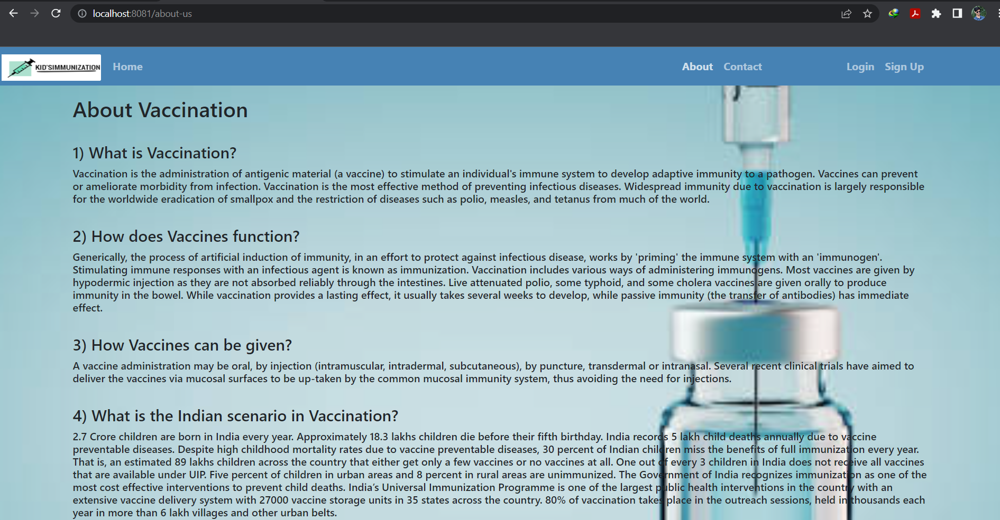 localhost:8081/about-us
KID'SIMMUNIZATION
Home
About
Contact
Login
Sign Up
About Vaccination
1) What is Vaccination?
Vaccination is the administration of antigenic material (a vaccine) to stimulate an individual's immune system to develop adaptive immunity to a pathogen. Vaccines can prevent
or ameliorate morbidity from infection. Vaccination is the most effective method of preventing infectious diseases. Widespread immunity due to vaccination is largely responsible
for the worldwide eradication of smallpox and the restriction of diseases such as polio, measles, and tetanus from much of the world.
2) How does Vaccines function?
Generically, the process of artificial induction of immunity, in an effort to protect against infectious disease, works by 'priming' the immune system with an 'immunogen'.
Stimulating immune responses with an infectious agent is known as immunization. Vaccination includes various ways of administering immunogens. Most vaccines are given by
hypodermic injection as they are not absorbed reliably through the intestines. Live attenuated polio, some typhoid, and some cholera vaccines are given orally to produce
immunity in the bowel. While vaccination provides a lasting effect, it usually takes several weeks to develop, while passive immunity (the transfer of antibodies) has immediate
effect.
3) How Vaccines can be given?
A vaccine administration may be oral, by injection (intramuscular, intradermal, subcutaneous), by puncture, transdermal or intranasal. Several recent clinical trials have aimed to
deliver the vaccines via mucosal surfaces to be up-taken by the common mucosal immunity system, thus avoiding the need for injections.
4) What is the Indian scenario in Vaccination?
2.7 Crore children are born in India every year. Approximately 18.3 lakhs children die before their fifth birthday. India records 5 lakh child deaths annually due to vaccine
preventable diseases. Despite high childhood mortality rates due to vaccine preventable diseases, 30 percent of Indian children miss the benefits of full immunization every year.
That is, an estimated 89 lakhs children across the country that either get only a few vaccines or no vaccines at all. One out of every 3 children in India does not receive all vaccines
that are available under UIP. Five percent of children in urban areas and 8 percent in rural areas are unimmunized. The Government of India recognizes immunization as one of the
most cost effective interventions to prevent child deaths. India’s Universal Immunization Programme is one of the largest public health interventions in the country with an
extensive vaccine delivery system with 27000 vaccine storage units in 35 states across the country. 80% of vaccination takes place in the outreach sessions, held in thousands each
year in more than 6 lakh villages and other urban belts.